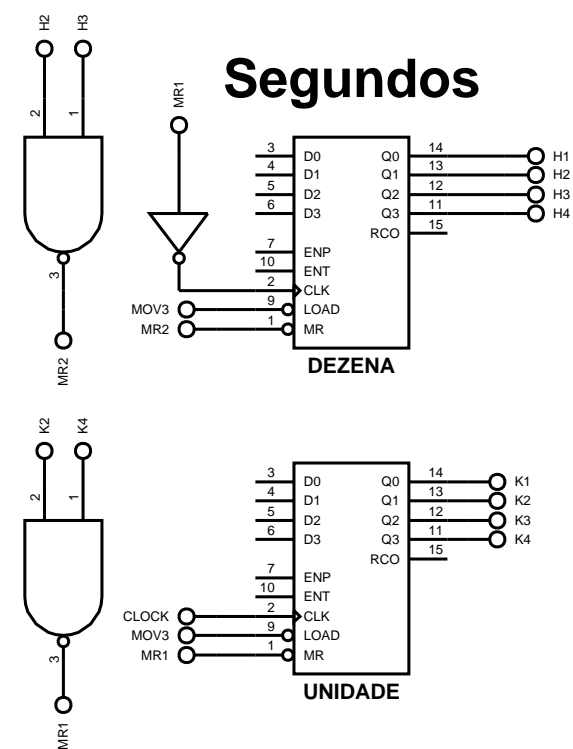 Segundos
H2
H3
2
1
3
MR2
MR1
3 D0 Q0 14 H1
4 D1 Q1 13 H2
5 D2 Q2 12 H3
6 D3 Q3 11 H4
RCO 15
7 ENP
10 ENT
2 CLK
MOV3 9 LOAD
MR2 1 MR
DEZENA
K2
K4
2
1
3
MR1
3 D0 Q0 14 K1
4 D1 Q1 13 K2
5 D2 Q2 12 K3
6 D3 Q3 11 K4
RCO 15
7 ENP
10 ENT
CLOCK 2 CLK
MOV3 9 LOAD
MR1 1 MR
UNIDADE